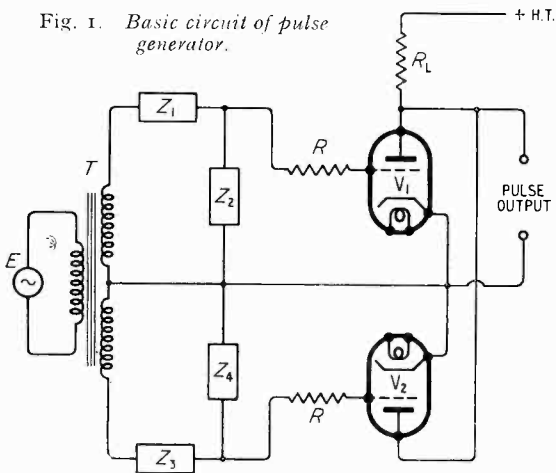 Fig. 1. Basic circuit of pulse
generator.
+ H.T.
R_L
Z_1
R
T
V_1
Z_2
PULSE
OUTPUT
E
Z_4
V_2
R
Z_3